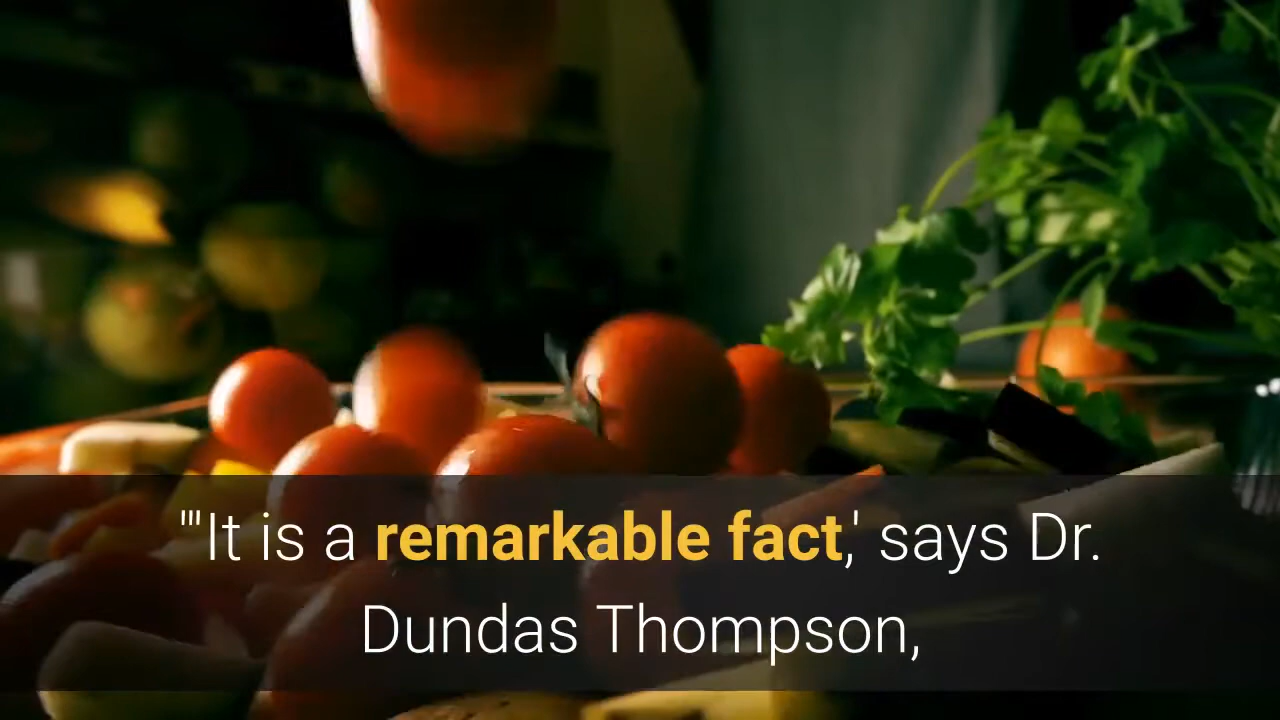 "'It is a remarkable fact,' says Dr.
Dundas Thompson,